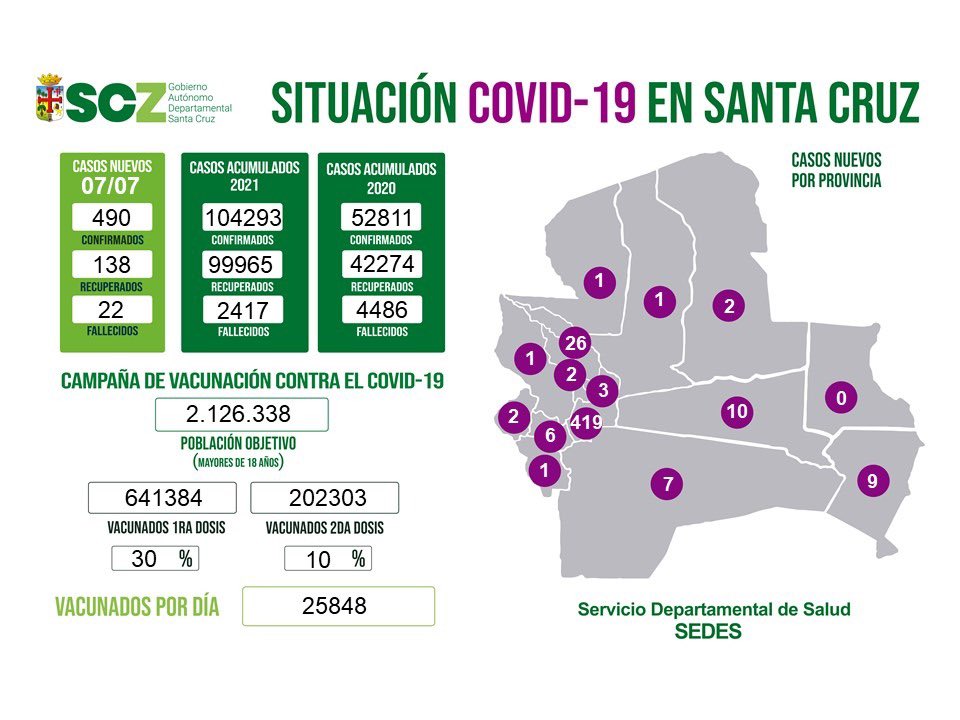 SCZ
Gobierno
Autónomo
Departamental
Santa Cruz
SITUACIÓN COVID-19 EN SANTA CRUZ
CASOS NUEVOS
07/07
490
CONFIRMADOS
138
RECUPERADOS
22
FALLECIDOS
CASOS ACUMULADOS
2021
104293
CONFIRMADOS
99965
RECUPERADOS
2417
FALLECIDOS
CASOS ACUMULADOS
2020
52811
CONFIRMADOS
42274
RECUPERADOS
4486
FALLECIDOS
CAMPAÑA DE VACUNACIÓN CONTRA EL COVID-19
2.126.338
POBLACIÓN OBJETIVO
(MAYORES DE 18 AÑOS)
641384
VACUNADOS 1RA DOSIS
30 %
202303
VACUNADOS 2DA DOSIS
10 %
VACUNADOS POR DÍA 25848
CASOS NUEVOS
POR PROVINCIA
1
1
2
26
1
2
3
0
2
419
10
6
1
7
9
Servicio Departamental de Salud
SEDES